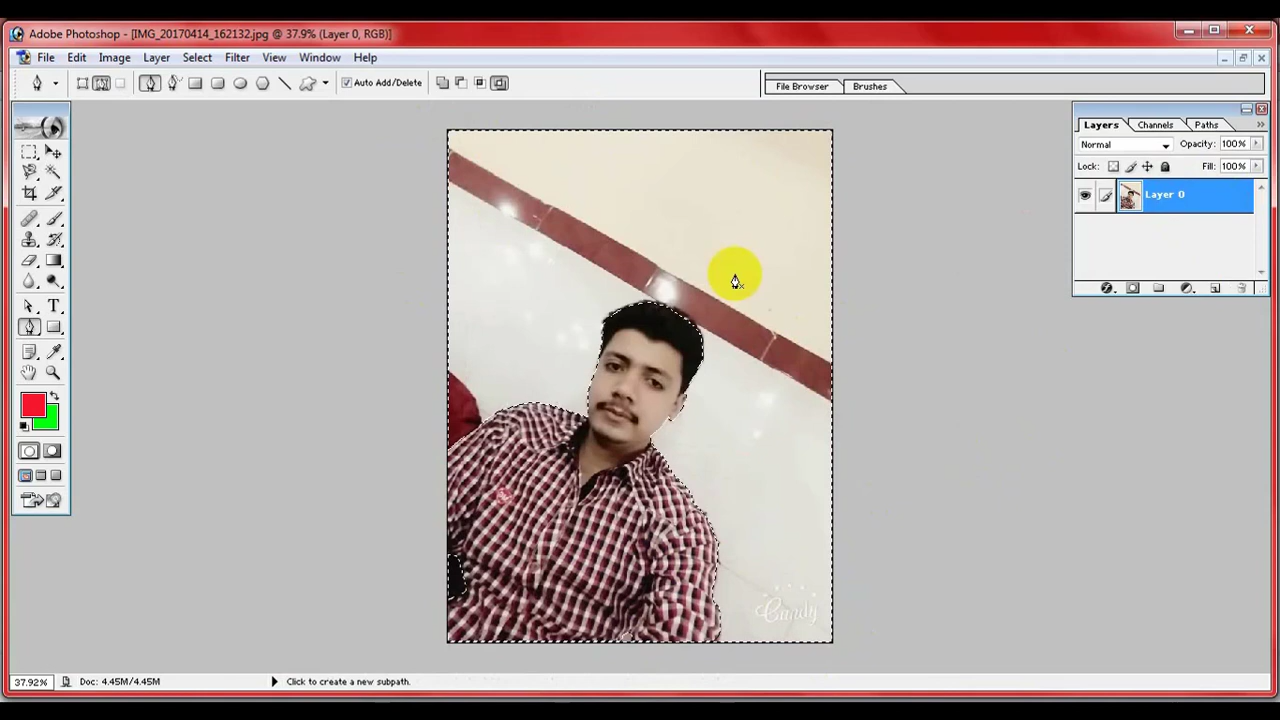 Adobe Photoshop - [IMG_20170414_162132.jpg @ 37.9% (Layer 0, RGB)]
File Edit Image Layer Select Filter View Window Help
Auto Add/Delete
File Browser Brushes
Layers Channels Paths
Normal Opacity: 100%
Lock: Fill: 100%
Layer 0
T
Candy
37.92% Doc: 4.45M/4.45M Click to create a new subpath.